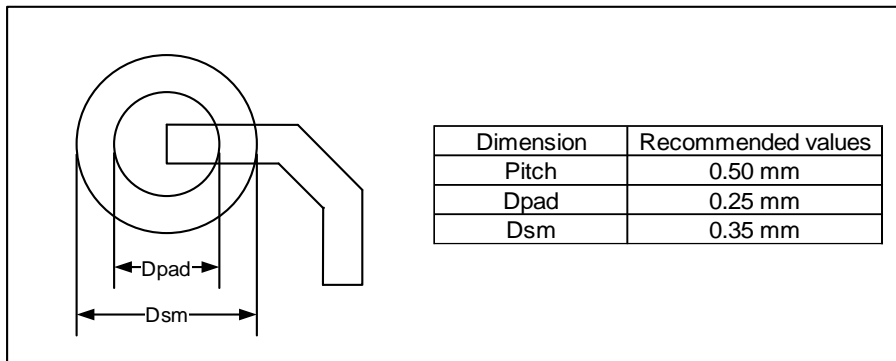 Dpad
Dsm
Dimension Recommended values
Pitch 0.50 mm
Dpad 0.25 mm
Dsm 0.35 mm